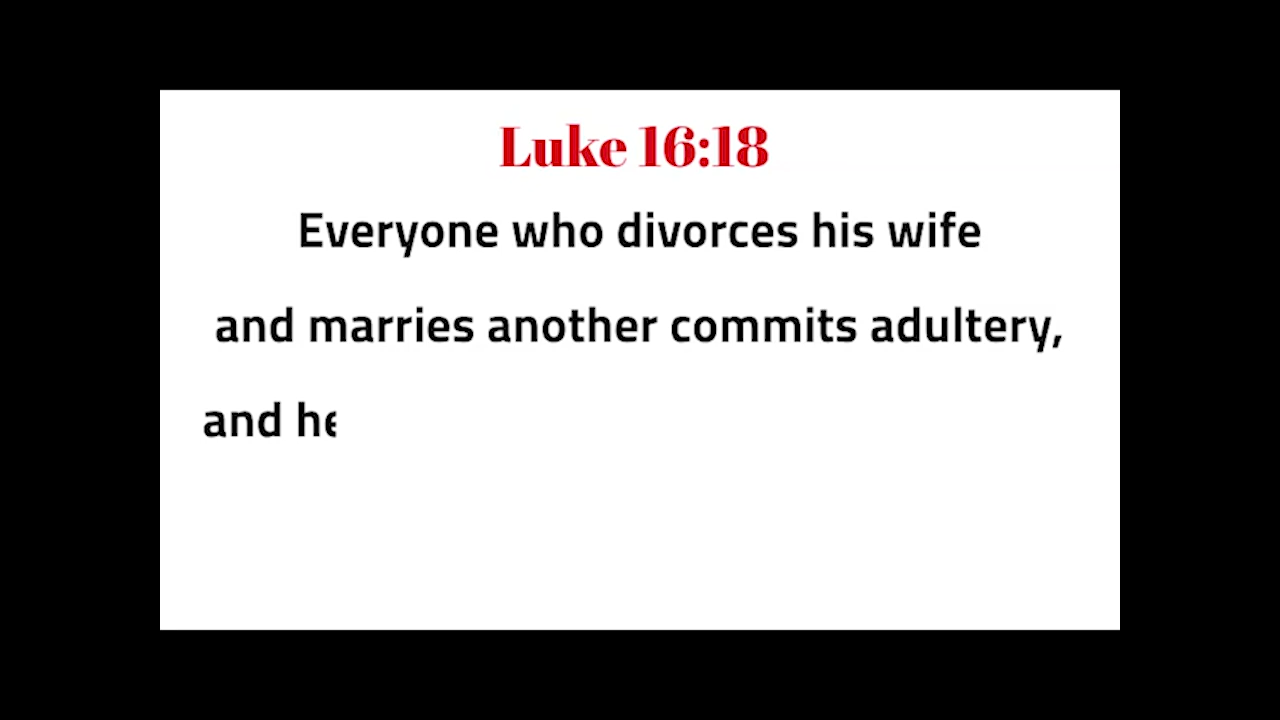 Luke 16:18
Everyone who divorces his wife
and marries another commits adultery,
and he